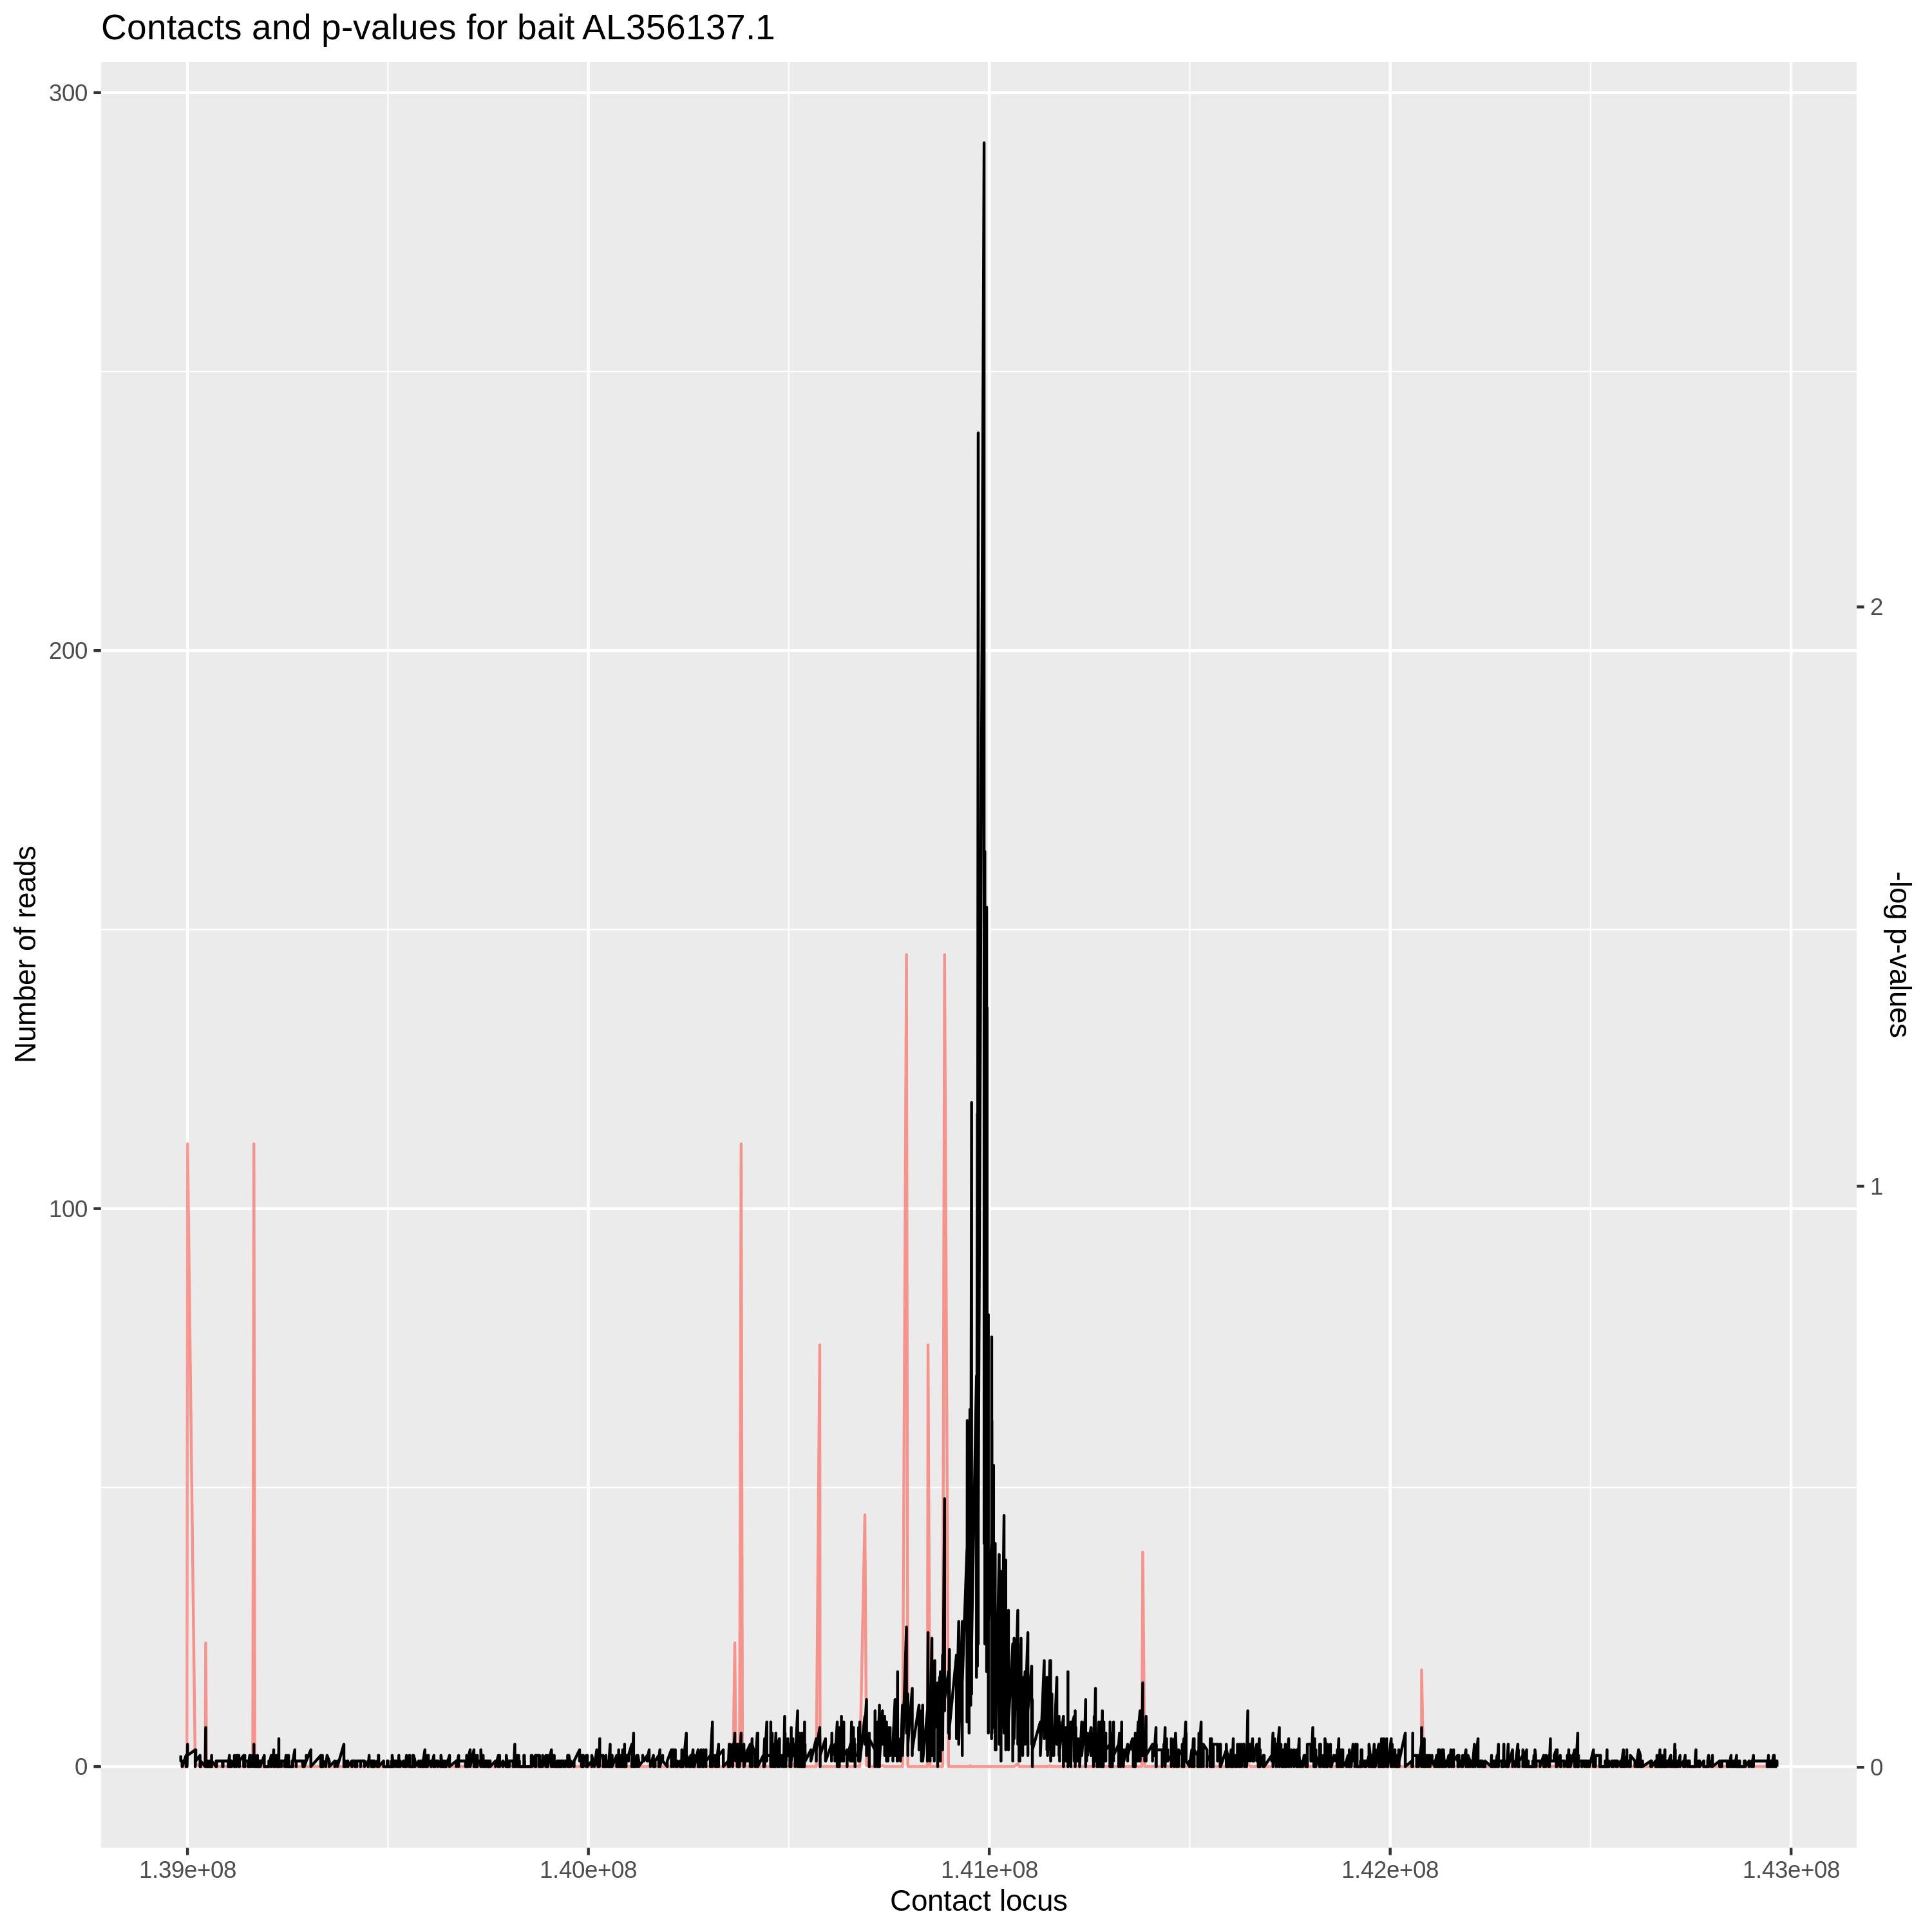 Contacts and p-values for bait AL356137.1
300
200
100
0
Number of reads
2
1
0
-log p-values
1.39e+08
1.40e+08
1.41e+08
1.42e+08
1.43e+08
Contact locus